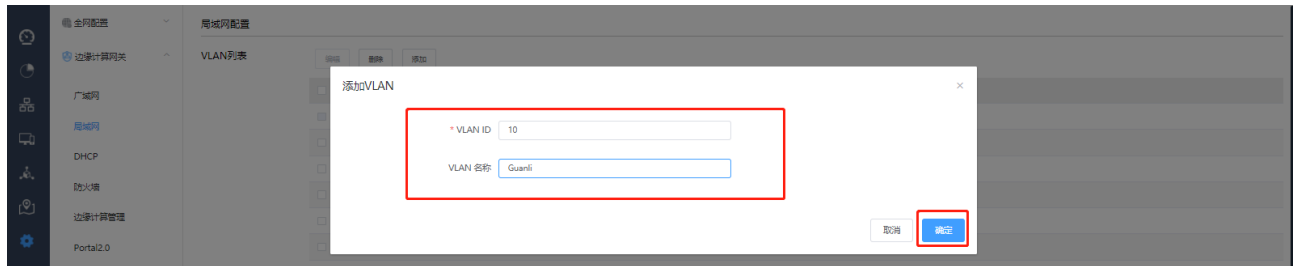 全网配置
局域网配置
边缘计算网关
VLAN列表
编辑 删除 添加
添加VLAN
广域网
* VLAN ID 10
局域网
DHCP
VLAN 名称 Guanli
防火墙
边缘计算管理
取消 确定
Portal2.0